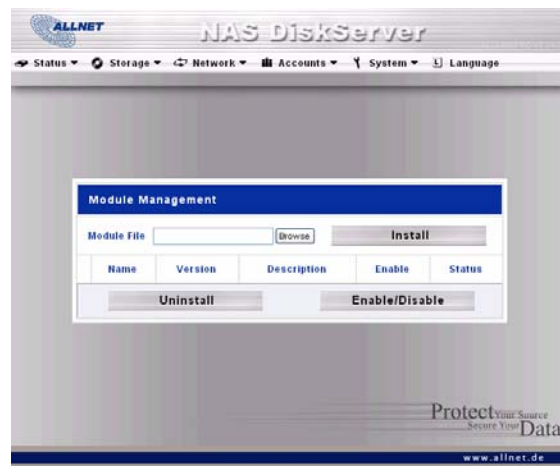 ALLNET
NAS DiskServer
Status Storage Network Accounts System Language
Module Management
Module File Browse Install
Name Version Description Enable Status
Uninstall Enable/Disable
Protect Your Source
Secure Your Data
www.allnet.de